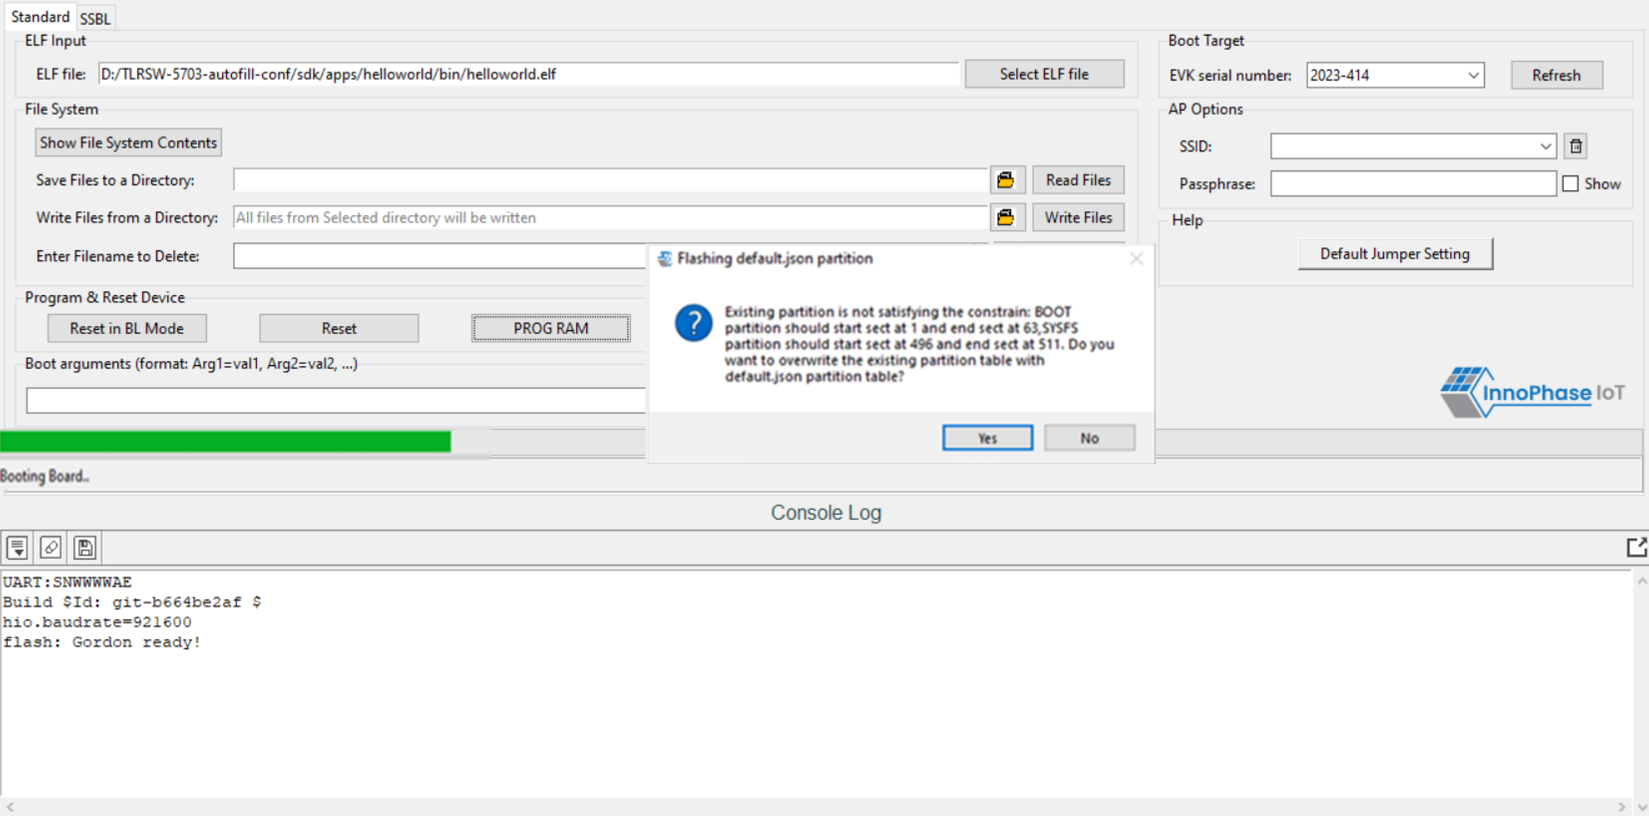 Standard SSBL
ELF Input
ELF file: D:/TLRSW-5703-autofill-conf/sdk/apps/helloworld/bin/helloworld.elf Select ELF file
File System
Show File System Contents
Save Files to a Directory: Read Files
Write Files from a Directory: All files from Selected directory will be written Write Files
Enter Filename to Delete:
Program & Reset Device
Reset in BL Mode Reset PROG RAM
Boot arguments (format: Arg1=val1, Arg2=val2, ...)
Boot Target
EVK serial number: 2023-414 Refresh
AP Options
SSID:
Passphrase: Show
Help
Default Jumper Setting
InnoPhase IoT
Flashing default.json partition
Existing partition is not satisfying the constrain: BOOT
partition should start sect at 1 and end sect at 63,SYSFS
partition should start sect at 496 and end sect at 511. Do you
want to overwrite the existing partition table with
default.json partition table?
Yes No
Booting Board..
Console Log
UART:SNWWWWAE
Build $Id: git-b664be2af $
hio.baudrate=921600
flash: Gordon ready!